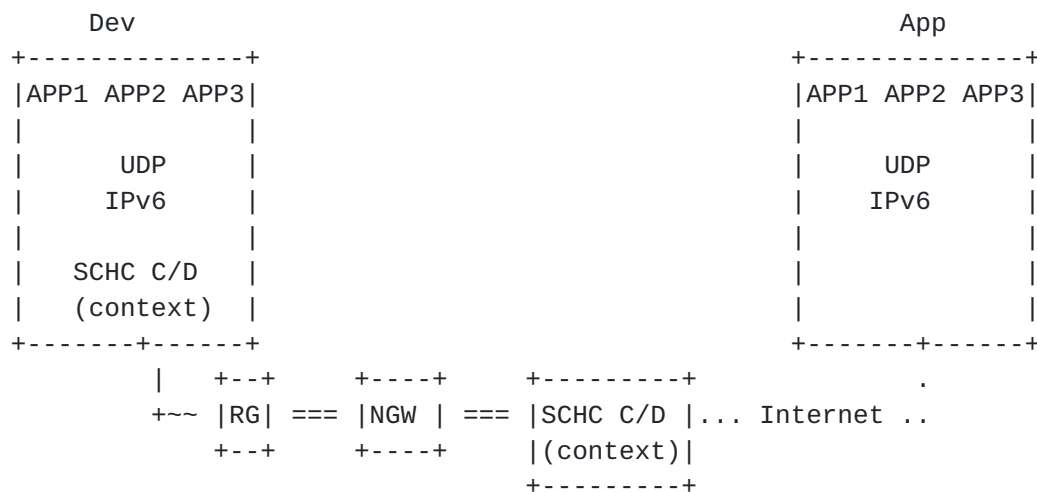 Dev                                                 App
+--------------+                                  +--------------+
|APP1 APP2 APP3|                                  |APP1 APP2 APP3|
|              |                                  |              |
|      UDP     |                                  |     UDP      |
|     IPv6     |                                  |    IPv6      |
|              |                                  |              |
|   SCHC C/D   |                                  |              |
|   (context)  |                                  |              |
+-------+------+                                  +-------+------+
         |   +--+     +----+     +---------+              .
         +~~ |RG| === |NGW | === |SCHC C/D |... Internet ..
             +--+     +----+     |(context)|
                                 +---------+